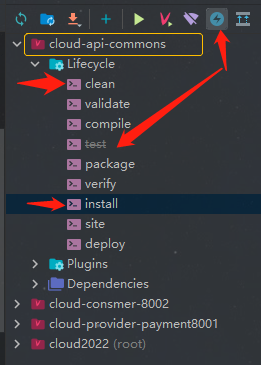 cloud-api-commons
Lifecycle
clean
validate
compile
test
package
verify
install
site
deploy
Plugins
Dependencies
cloud-consmer-8002
cloud-provider-payment8001
cloud2022 (root)